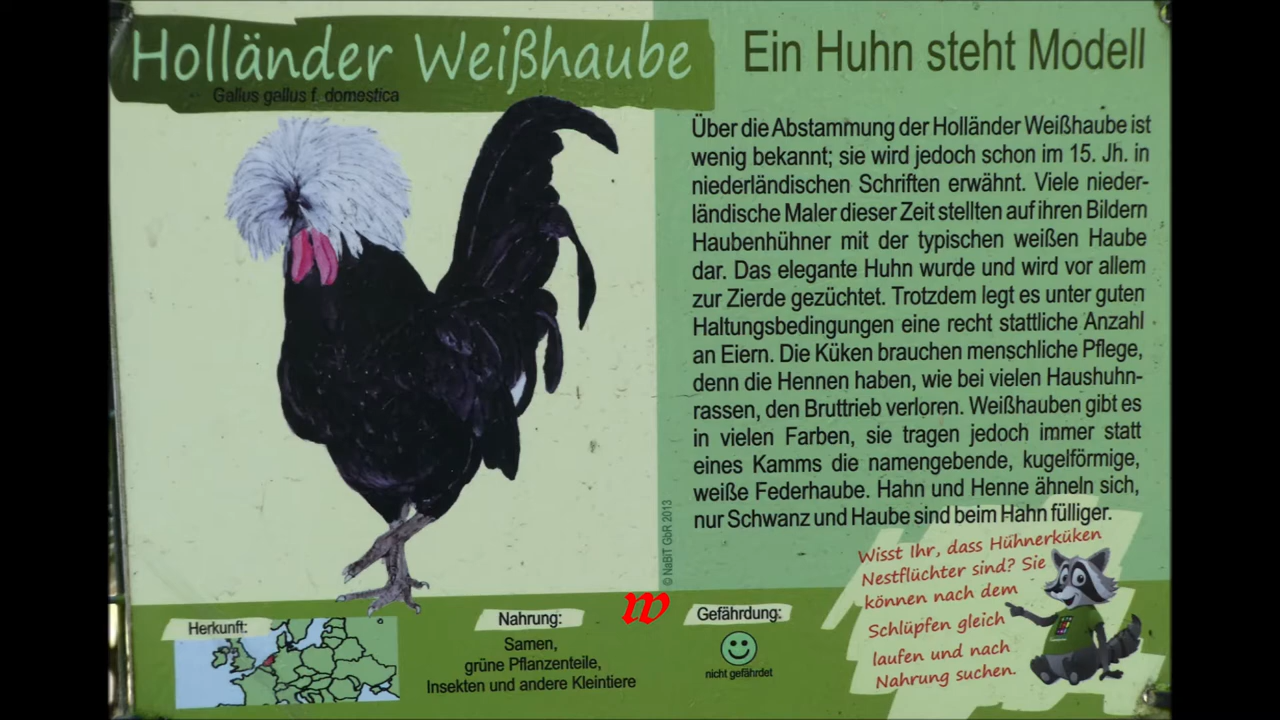 Holländer Weißhaube
Gallus gallus f. domestica
Ein Huhn steht Modell
Über die Abstammung der Holländer Weißhaube ist
wenig bekannt; sie wird jedoch schon im 15. Jh. in
niederländischen Schriften erwähnt. Viele nieder-
ländische Maler dieser Zeit stellten auf ihren Bildern
Haubenhühner mit der typischen weißen Haube
dar. Das elegante Huhn wurde und wird vor allem
zur Zierde gezüchtet. Trotzdem legt es unter guten
Haltungsbedingungen eine recht stattliche Anzahl
an Eiern. Die Küken brauchen menschliche Pflege,
denn die Hennen haben, wie bei vielen Haushuhn-
rassen, den Bruttrieb verloren. Weißhauben gibt es
in vielen Farben, sie tragen jedoch immer statt
eines Kamms die namengebende, kugelförmige,
weiße Federhaube. Hahn und Henne ähneln sich,
nur Schwanz und Haube sind beim Hahn fülliger.
© NaBiT GbR 2013
Wisst Ihr, dass Hühnerküken
Nestflüchter sind? Sie
können nach dem
Schlüpfen gleich
laufen und nach
Nahrung suchen.
Herkunft:
Nahrung:
Samen,
grüne Pflanzenteile,
Insekten und andere Kleintiere
w
Gefährdung:
nicht gefährdet